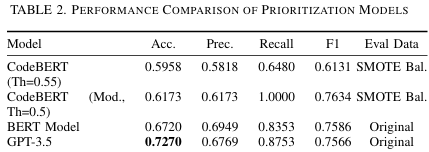 TABLE 2. PERFORMANCE COMPARISON OF PRIORITIZATION MODELS
Model Acc. Prec. Recall F1 Eval Data
CodeBERT 0.5958 0.5818 0.6480 0.6131 SMOTE Bal.
(Th=0.55)
CodeBERT (Mod., 0.6173 0.6173 1.0000 0.7634 SMOTE Bal.
Th=0.5)
BERT Model 0.6720 0.6949 0.8353 0.7586 Original
GPT-3.5 0.7270 0.6769 0.8753 0.7566 Original